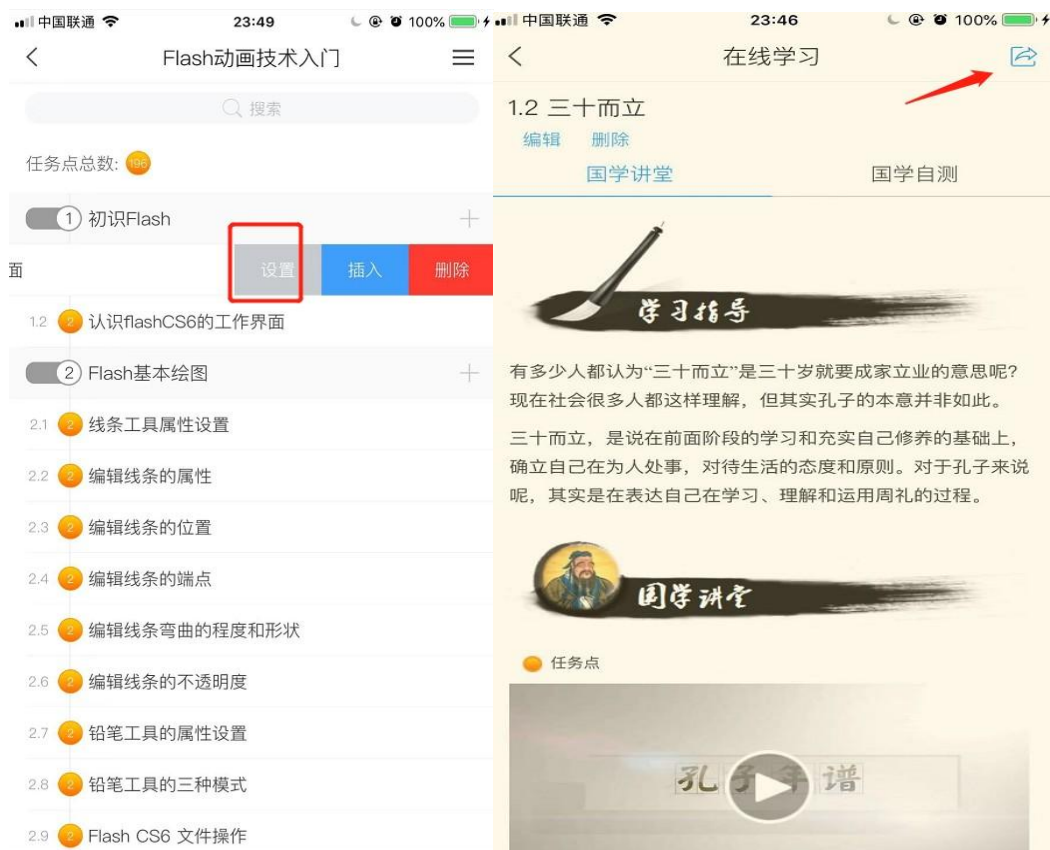 中国联通 23:49 100%
Flash动画技术入门
搜索
任务点总数: 196
1 初识Flash
面 设置 插入 删除
1.2 2 认识flashCS6的工作界面
2 Flash基本绘图
2.1 2 线条工具属性设置
2.2 2 编辑线条的属性
2.3 2 编辑线条的位置
2.4 2 编辑线条的端点
2.5 2 编辑线条弯曲的程度和形状
2.6 2 编辑线条的不透明度
2.7 2 铅笔工具的属性设置
2.8 2 铅笔工具的三种模式
2.9 2 Flash CS6 文件操作
中国联通 23:46 100%
在线学习
1.2 三十而立
编辑 删除
国学讲堂 国学自测
学习指导
有多少人都认为“三十而立”是三十岁就要成家立业的意思呢?
现在社会很多人都这样理解，但其实孔子的本意并非如此。
三十而立，是说在前面阶段的学习和充实自己修养的基础上，
确立自己在为人处事，对待生活的态度和原则。对于孔子来说
呢，其实是在表达自己在学习、理解和运用周礼的过程。
国学讲堂
任务点
孔子年谱